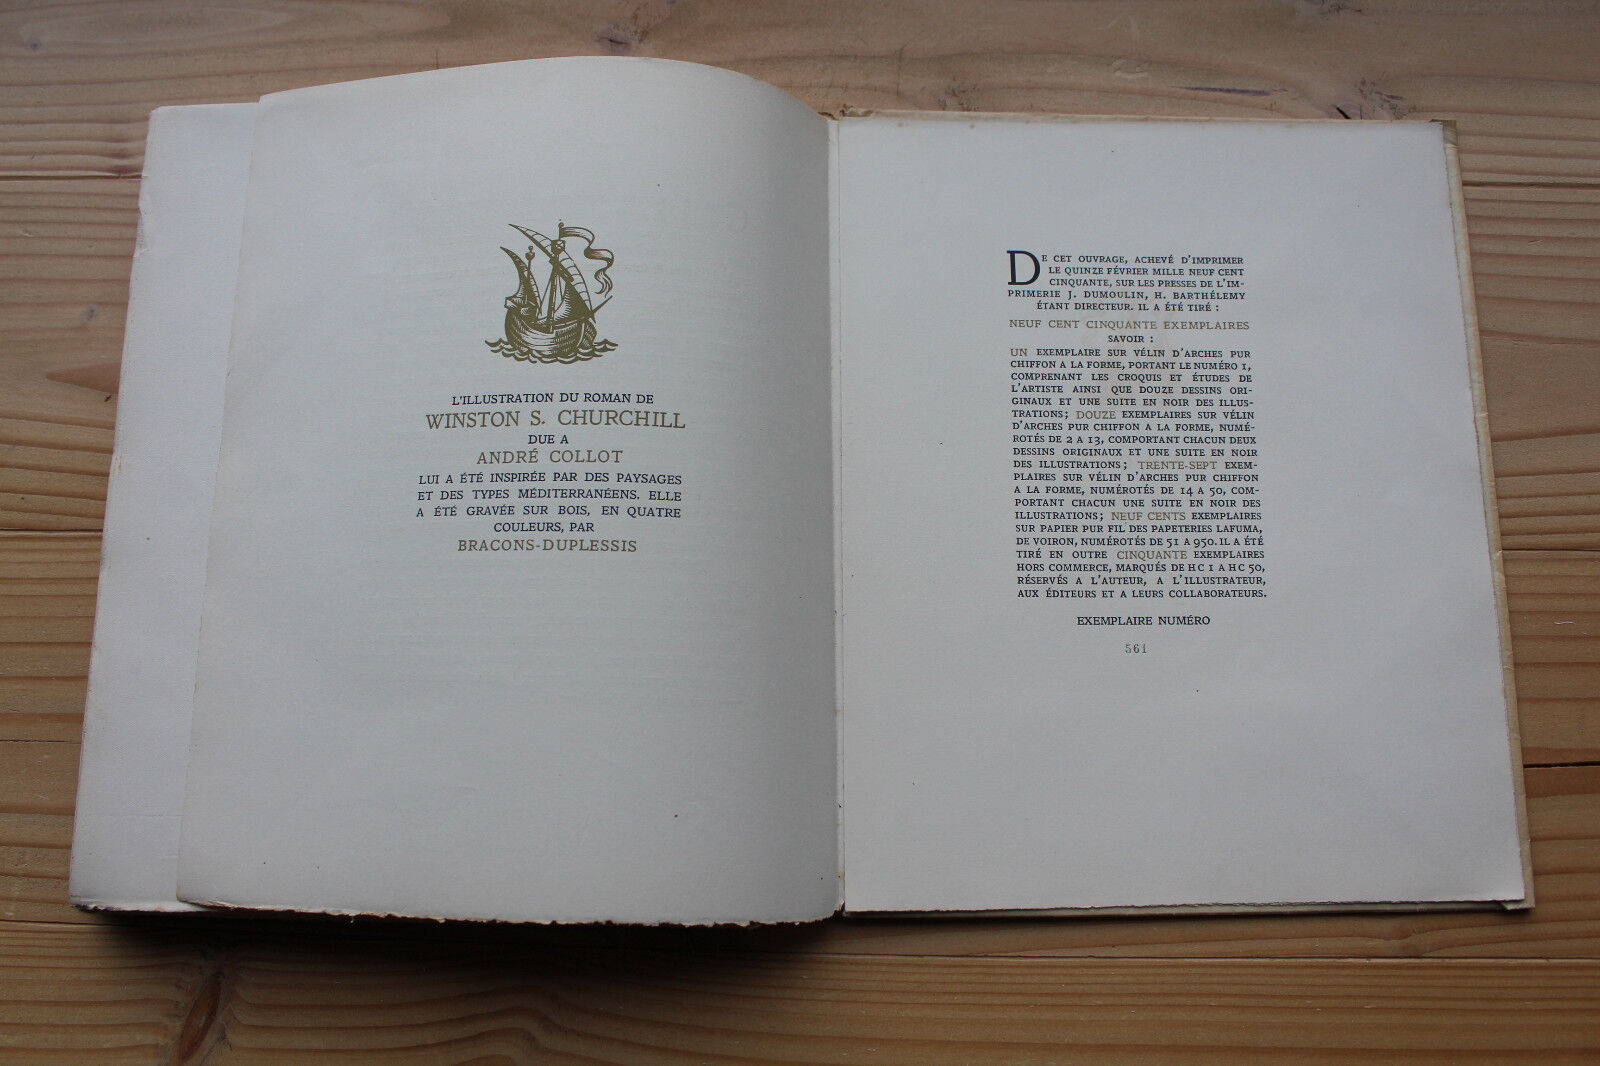 L'ILLUSTRATION DU ROMAN DE
WINSTON S. CHURCHILL
DUE A
ANDRÉ COLLOT
LUI A ÉTÉ INSPIRÉE PAR DES PAYSAGES
ET DES TYPES MÉDITERRANÉENS. ELLE
A ÉTÉ GRAVÉE SUR BOIS, EN QUATRE
COULEURS, PAR
BRACONS-DUPLESSIS
DE CET OUVRAGE, ACHEVÉ D'IMPRIMER
LE QUINZE FÉVRIER MILLE NEUF CENT
CINQUANTE, SUR LES PRESSES DE L'IM-
PRIMERIE J. DUMOULIN, H. BARTHÉLEMY
ÉTANT DIRECTEUR. IL A ÉTÉ TIRÉ :
NEUF CENT CINQUANTE EXEMPLAIRES
SAVOIR :
UN EXEMPLAIRE SUR VÉLIN D'ARCHES PUR
CHIFFON A LA FORME, PORTANT LE NUMÉRO 1,
COMPRENANT LES CROQUIS ET ÉTUDES DE
L'ARTISTE AINSI QUE DOUZE DESSINS ORI-
GINAUX ET UNE SUITE EN NOIR DES ILLUS-
TRATIONS; DOUZE EXEMPLAIRES SUR VÉLIN
D'ARCHES PUR CHIFFON A LA FORME, NUMÉ-
ROTÉS DE 2 A 13, COMPORTANT CHACUN DEUX
DESSINS ORIGINAUX ET UNE SUITE EN NOIR
DES ILLUSTRATIONS; TRENTE-SEPT EXEM-
PLAIRES SUR VÉLIN D'ARCHES PUR CHIFFON
A LA FORME, NUMÉROTÉS DE 14 A 50, COM-
PORTANT CHACUN UNE SUITE EN NOIR DES
ILLUSTRATIONS; NEUF CENTS EXEMPLAIRES
SUR PAPIER PUR FIL DES PAPETERIES LAFUMA,
DE VOIRON, NUMÉROTÉS DE 51 A 950. IL A ÉTÉ
TIRÉ EN OUTRE CINQUANTE EXEMPLAIRES
HORS COMMERCE, MARQUÉS DE HC 1 A HC 50,
RÉSERVÉS A L'AUTEUR, A L'ILLUSTRATEUR,
AUX ÉDITEURS ET A LEURS COLLABORATEURS.
EXEMPLAIRE NUMÉRO
561